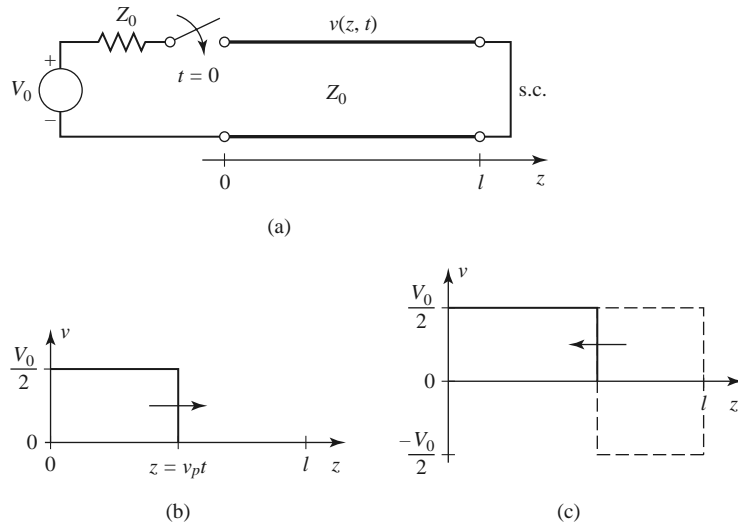 Z₀
v(z, t)
+
t = 0
V₀
Z₀
s.c.
−
0
l
z
(a)
v
V₀
2
0
0
z = vₚt
l
z
(b)
v
V₀
2
0
l
z
−V₀
2
(c)